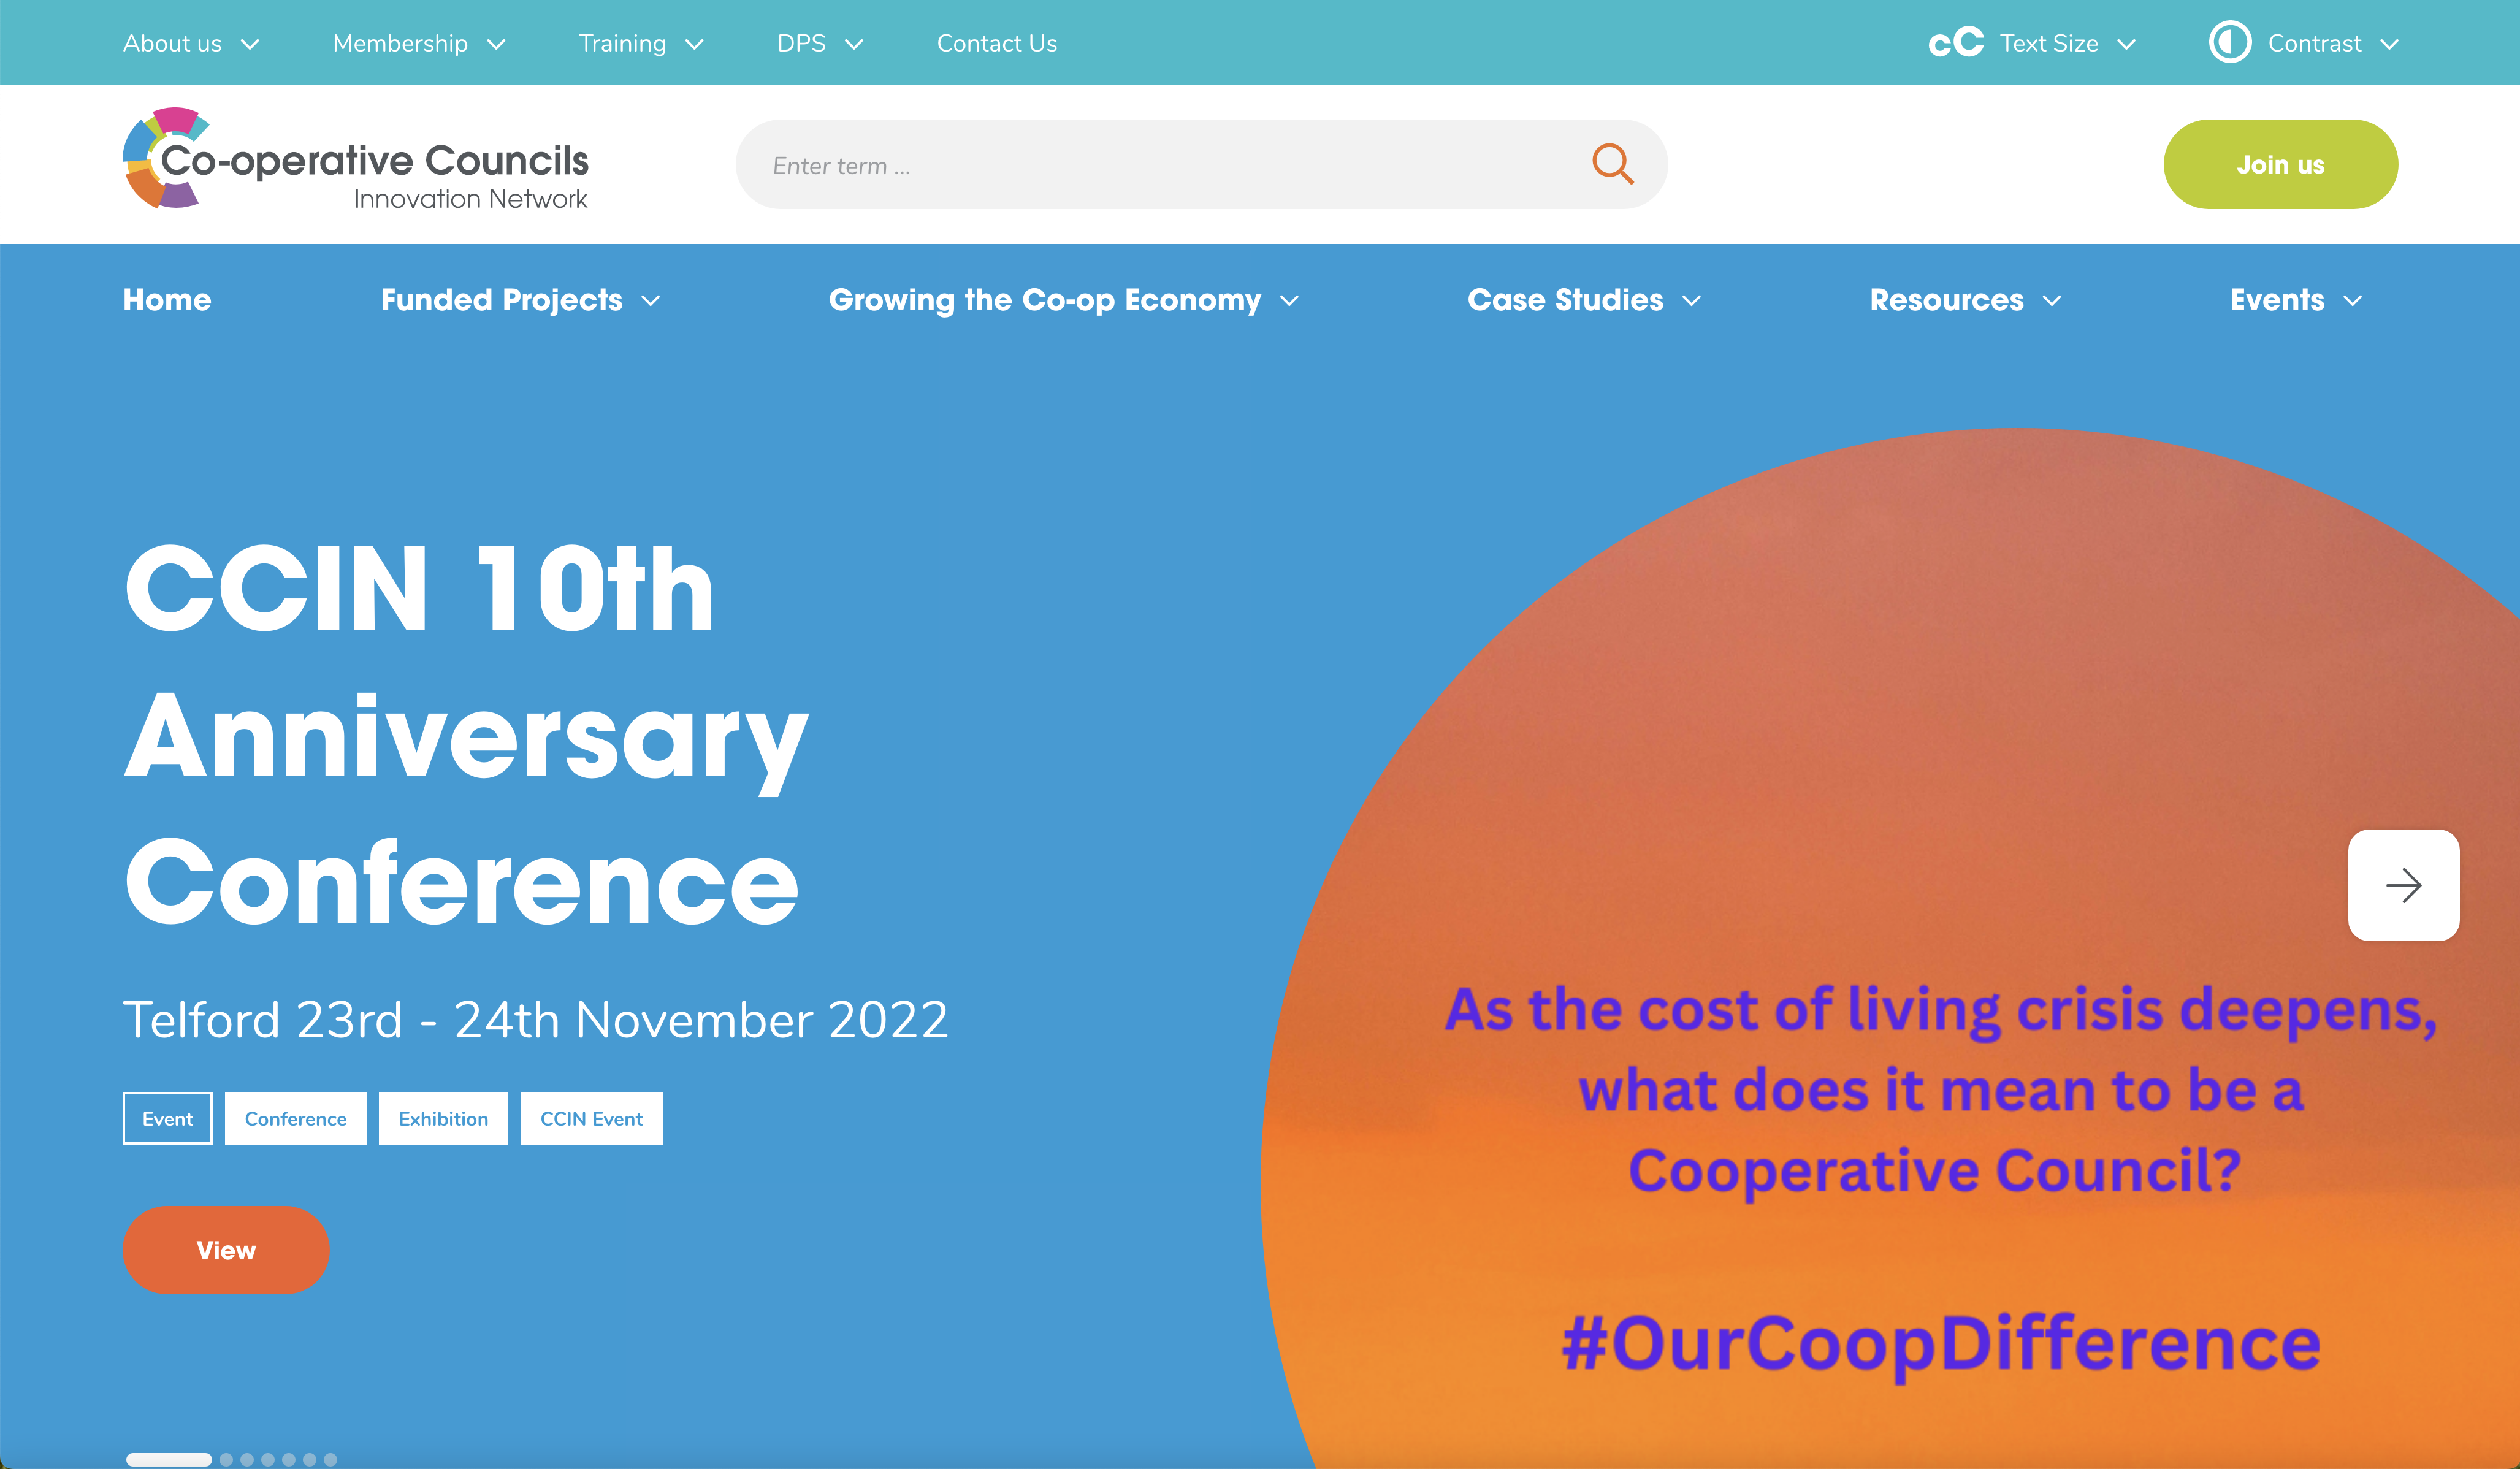 About us
Membership
Training
DPS
Contact Us
cC Text Size
Contrast
Co-operative Councils
Innovation Network
Enter term ...
Join us
Home
Funded Projects
Growing the Co-op Economy
Case Studies
Resources
Events
CCIN 10th
Anniversary
Conference
Telford 23rd - 24th November 2022
Event
Conference
Exhibition
CCIN Event
View
As the cost of living crisis deepens,
what does it mean to be a
Cooperative Council?
#OurCoopDifference